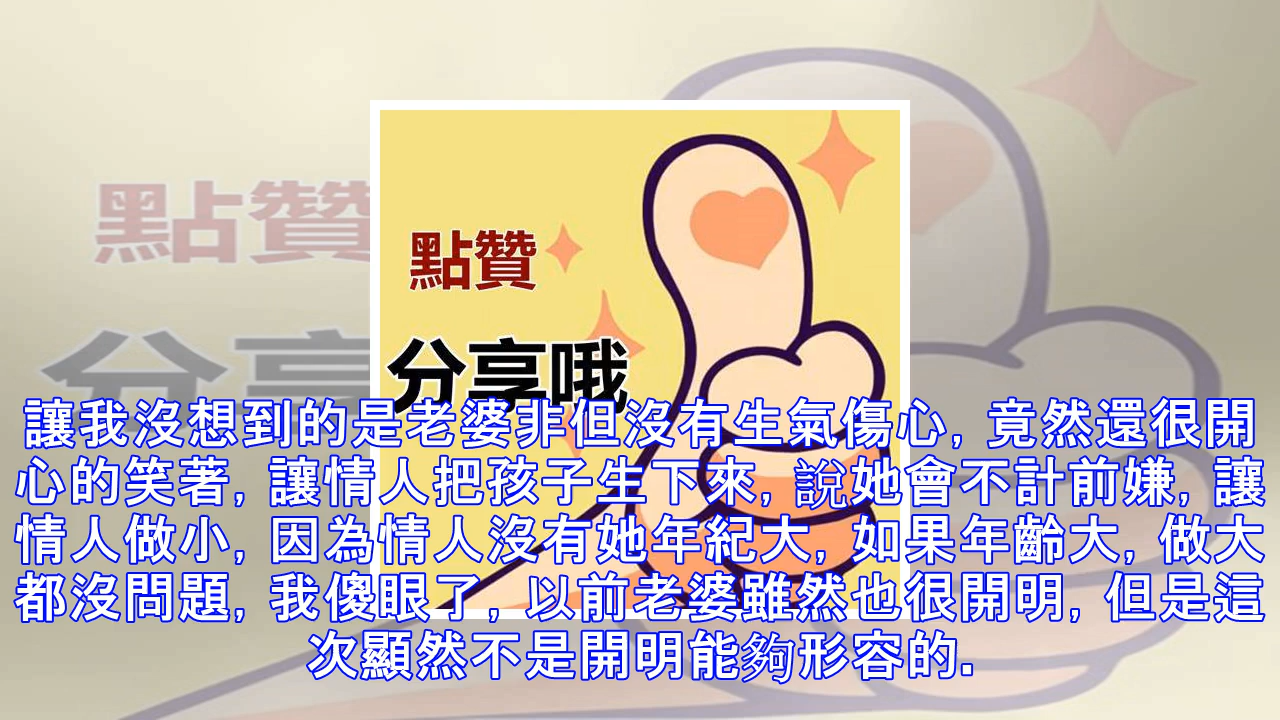 點贊
分享哦
讓我沒想到的是老婆非但沒有生氣傷心, 竟然還很開
心的笑著, 讓情人把孩子生下來, 說她會不計前嫌, 讓
情人做小, 因為情人沒有她年紀大, 如果年齡大, 做大
都沒問題, 我傻眼了, 以前老婆雖然也很開明, 但是這
次顯然不是開明能夠形容的.